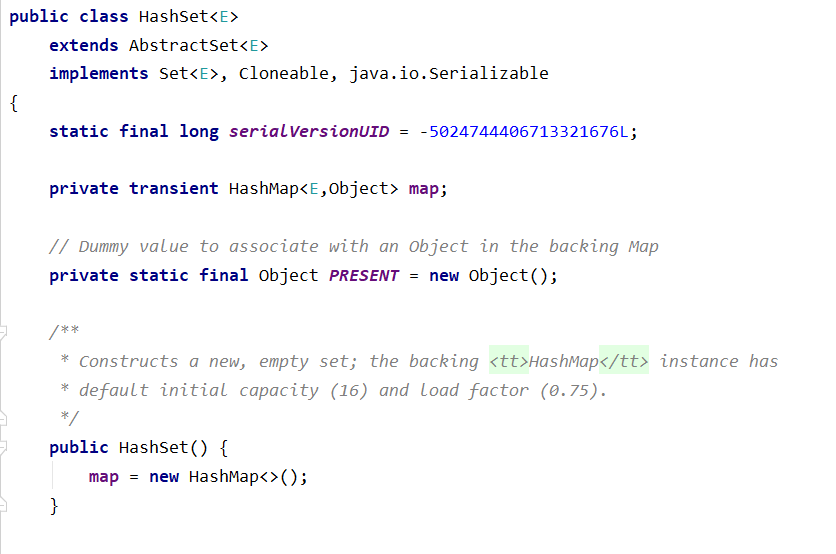 public class HashSet<E>
    extends AbstractSet<E>
    implements Set<E>, Cloneable, java.io.Serializable
{
    static final long serialVersionUID = -5024744406713321676L;
    private transient HashMap<E,Object> map;
    // Dummy value to associate with an Object in the backing Map
    private static final Object PRESENT = new Object();
    /**
     * Constructs a new, empty set; the backing <tt>HashMap</tt> instance has
     * default initial capacity (16) and load factor (0.75).
     */
    public HashSet() {
        map = new HashMap<>();
    }